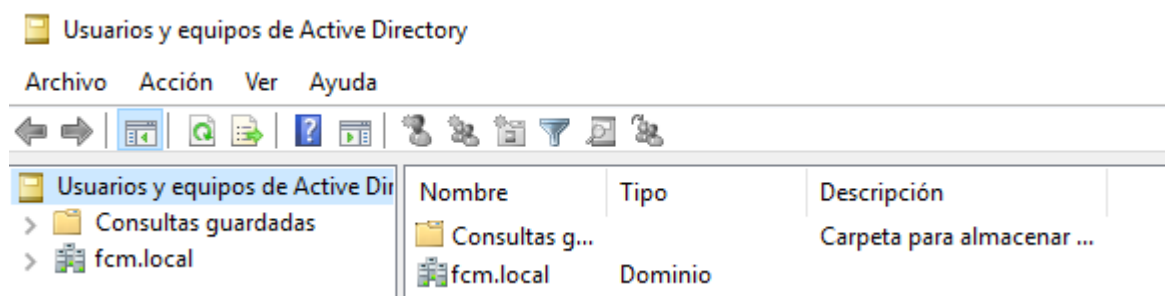 Usuarios y equipos de Active Directory
Archivo Acción Ver Ayuda
Usuarios y equipos de Active Dir
Consultas guardadas
fcm.local
Nombre Tipo Descripción
Consultas g... Carpeta para almacenar ...
fcm.local Dominio